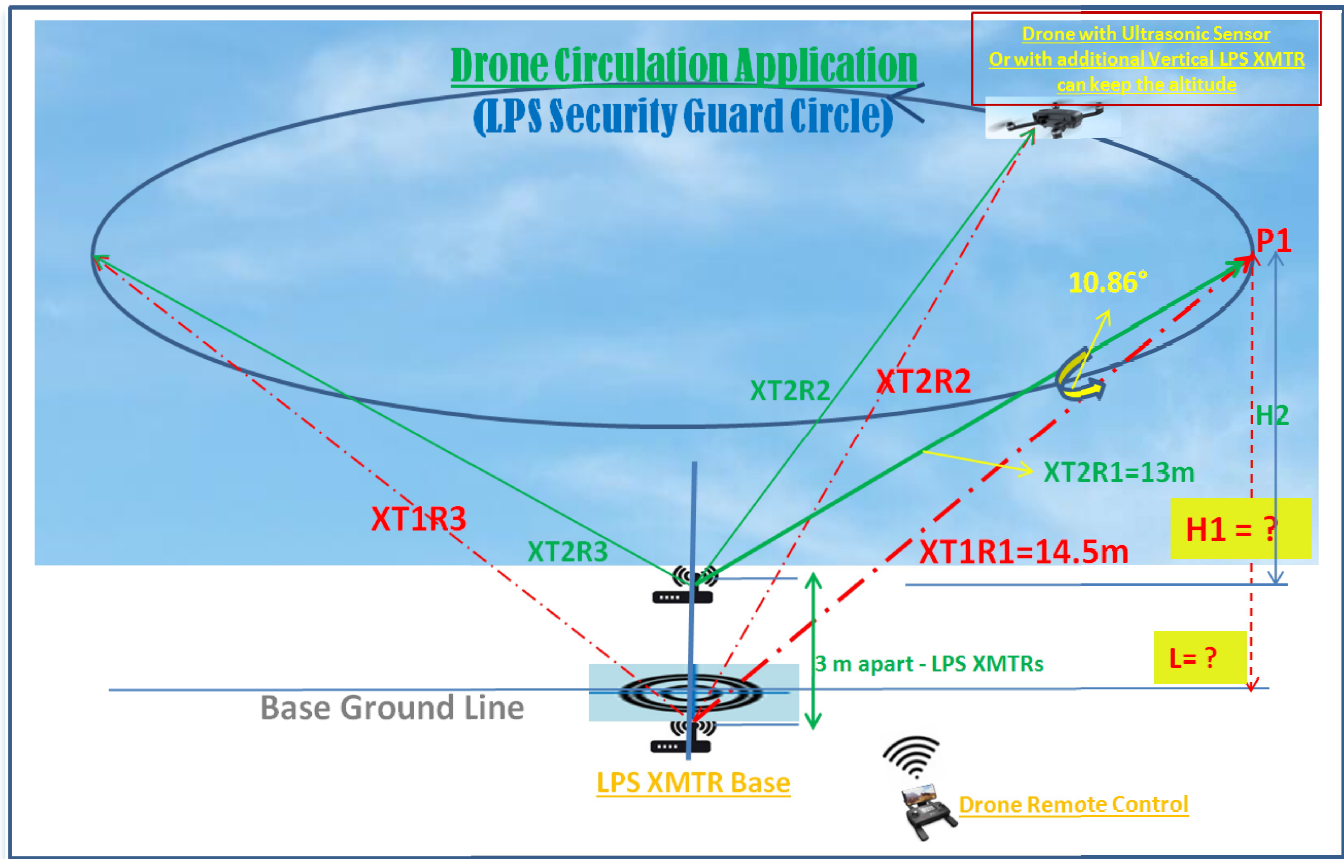 Drone with Ultrasonic Sensor
Or with additional Vertical LPS XMTR
can keep the altitude
Drone Circulation Application
(LPS Security Guard Circle)
P1
10.86°
XT2R2
XT2R2
H2
XT2R1=13m
XT1R3
H1 = ?
XT2R3
XT1R1=14.5m
3 m apart - LPS XMTRs
L= ?
Base Ground Line
LPS XMTR Base
Drone Remote Control